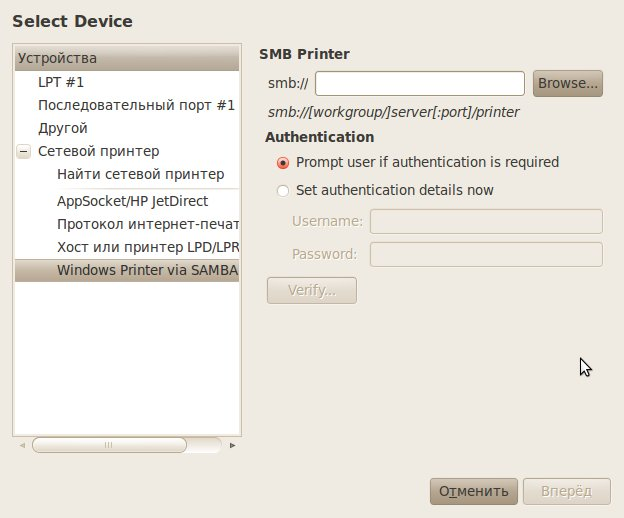 Select Device
Устройства
LPT #1
Последовательный порт #1
Другой
Сетевой принтер
Найти сетевой принтер
AppSocket/HP JetDirect
Протокол интернет-печат
Хост или принтер LPD/LPR
Windows Printer via SAMBA
SMB Printer
smb://
Browse...
smb://[workgroup/]server[:port]/printer
Authentication
Prompt user if authentication is required
Set authentication details now
Username:
Password:
Verify...
Отменить
Вперёд